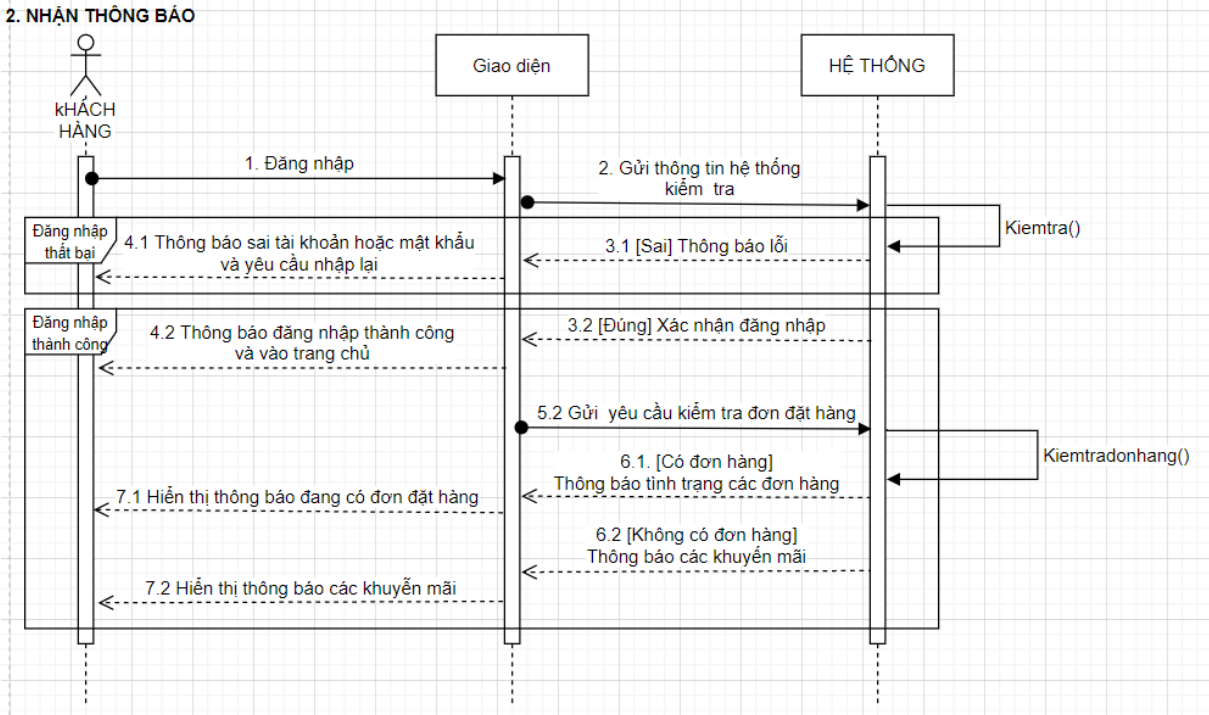 2. NHẬN THÔNG BÁO
kHÁCH
HÀNG
Giao diện
HỆ THỐNG
1. Đăng nhập
2. Gửi thông tin hệ thống
kiểm tra
Kiemtra()
Đăng nhập
thất bại
4.1 Thông báo sai tài khoản hoặc mật khẩu
và yêu cầu nhập lại
3.1 [Sai] Thông báo lỗi
Đăng nhập
thành công
4.2 Thông báo đăng nhập thành công
và vào trang chủ
3.2 [Đúng] Xác nhận đăng nhập
5.2 Gửi yêu cầu kiểm tra đơn đặt hàng
Kiemtradonhang()
6.1. [Có đơn hàng]
Thông báo tình trạng các đơn hàng
7.1 Hiển thị thông báo đang có đơn đặt hàng
6.2 [Không có đơn hàng]
Thông báo các khuyến mãi
7.2 Hiển thị thông báo các khuyễn mãi